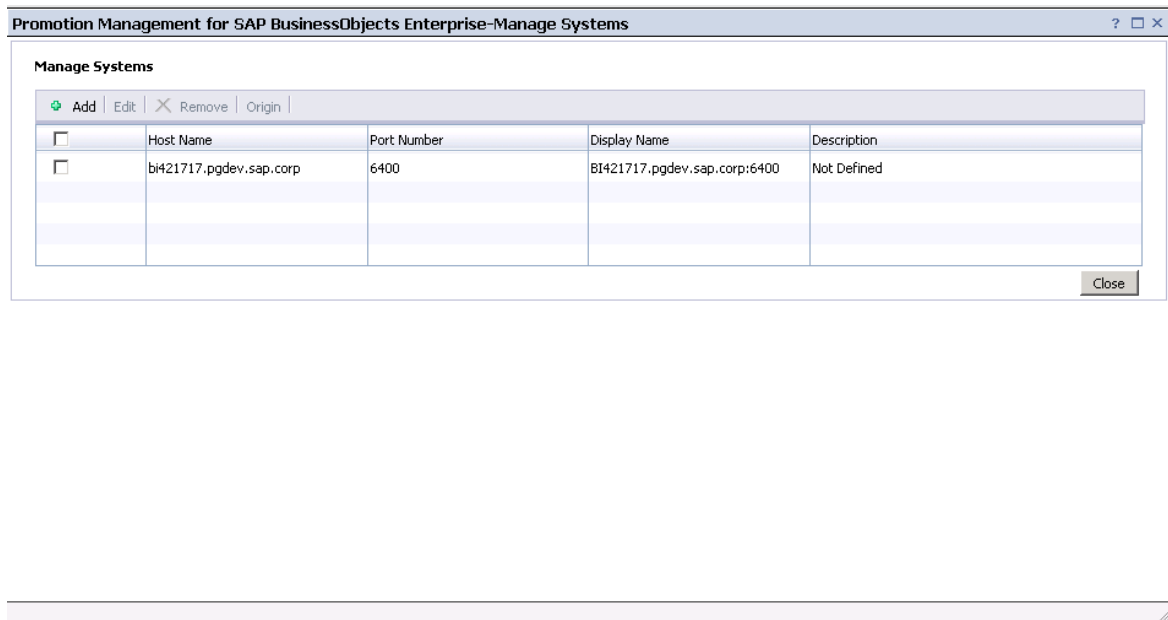 Promotion Management for SAP BusinessObjects Enterprise-Manage Systems ?
Manage Systems
Add Edit Remove Origin
Host Name Port Number Display Name Description
bi421717.pgdev.sap.corp 6400 BI421717.pgdev.sap.corp:6400 Not Defined
Close